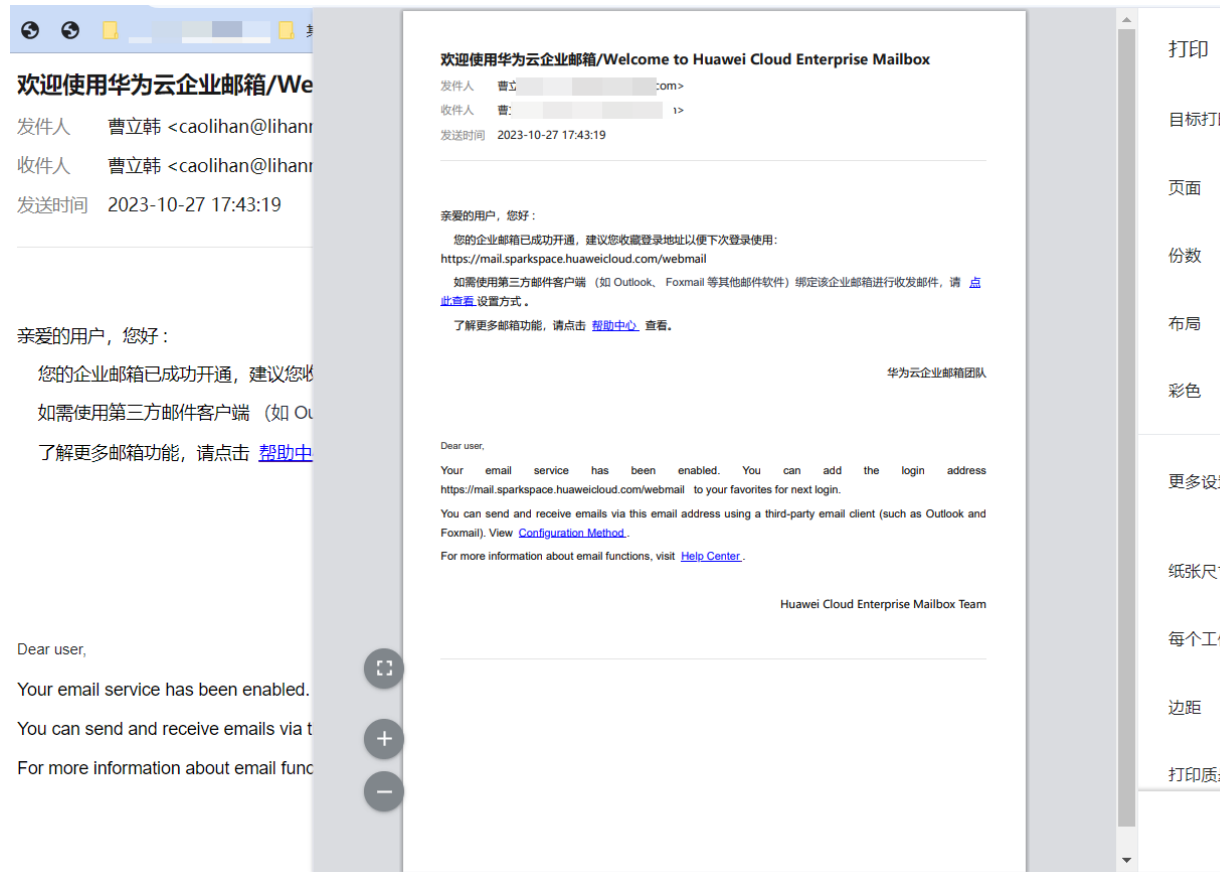 欢迎使用华为云企业邮箱/We
发件人 曹立韩 <caolihan@lihanr
收件人 曹立韩 <caolihan@lihanr
发送时间 2023-10-27 17:43:19
亲爱的用户，您好：
您的企业邮箱已成功开通，建议您收
如需使用第三方邮件客户端 （如 Ou
了解更多邮箱功能，请点击 帮助中
Dear user,
Your email service has been enabled.
You can send and receive emails via t
For more information about email func
欢迎使用华为云企业邮箱/Welcome to Huawei Cloud Enterprise Mailbox
发件人 曹立 com>
收件人 曹 >
发送时间 2023-10-27 17:43:19
亲爱的用户，您好：
您的企业邮箱已成功开通，建议您收藏登录地址以便下次登录使用：
https://mail.sparkspace.huaweicloud.com/webmail
如需使用第三方邮件客户端 （如 Outlook、 Foxmail 等其他邮件软件）绑定该企业邮箱进行收发邮件，请 点
此查看 设置方式 。
了解更多邮箱功能，请点击 帮助中心 查看。
华为云企业邮箱团队
Dear user,
Your email service has been enabled. You can add the login address
https://mail.sparkspace.huaweicloud.com/webmail to your favorites for next login.
You can send and receive emails via this email address using a third-party email client (such as Outlook and
Foxmail). View Configuration Method .
For more information about email functions, visit Help Center .
Huawei Cloud Enterprise Mailbox Team
打印
目标打
页面
份数
布局
彩色
更多设
纸张尺
每个工
边距
打印质